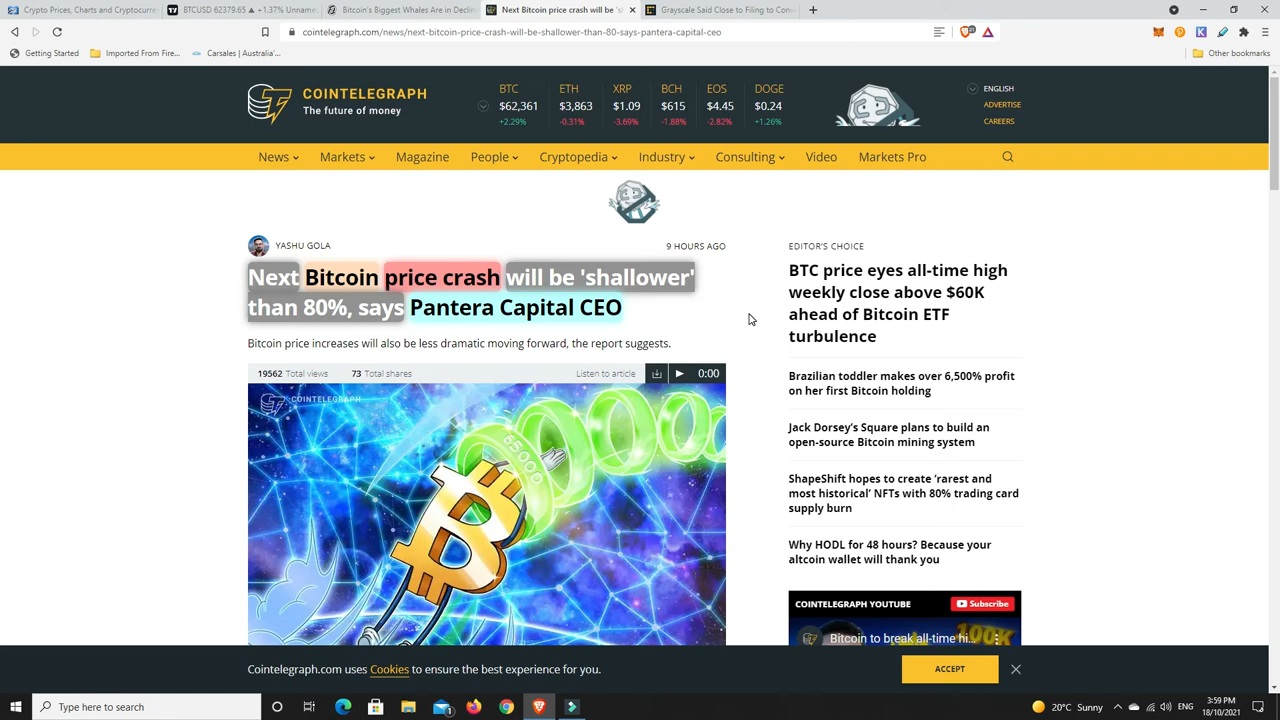 Crypto Prices, Charts and Cryptocurr
BTCUSD 62379.65 ▲ +1.37% Unname
Bitcoin's Biggest Whales Are in Declin
Next Bitcoin price crash will be 's
Grayscale Said Close to Filing to Conv
cointelegraph.com/news/next-bitcoin-price-crash-will-be-shallower-than-80-says-pantera-capital-ceo
Getting Started
Imported From Fire...
Carsales | Australia'...
Other bookmarks
COINTELEGRAPH
The future of money
BTC ETH XRP BCH EOS DOGE
$62,361 $3,863 $1.09 $615 $4.45 $0.24
+2.29% -0.31% -3.69% -1.88% -2.82% +1.26%
ENGLISH
ADVERTISE
CAREERS
News Markets Magazine People Cryptopedia Industry Consulting Video Markets Pro
YASHU GOLA
9 HOURS AGO
Next Bitcoin price crash will be 'shallower'
than 80%, says Pantera Capital CEO
Bitcoin price increases will also be less dramatic moving forward, the report suggests.
19562 Total views 73 Total shares
Listen to article 0:00
COINTELEGRAPH
EDITOR'S CHOICE
BTC price eyes all-time high
weekly close above $60K
ahead of Bitcoin ETF
turbulence
Brazilian toddler makes over 6,500% profit
on her first Bitcoin holding
Jack Dorsey's Square plans to build an
open-source Bitcoin mining system
ShapeShift hopes to create 'rarest and
most historical' NFTs with 80% trading card
supply burn
Why HODL for 48 hours? Because your
altcoin wallet will thank you
COINTELEGRAPH YOUTUBE
Subscribe
Bitcoin to break all-time hi...
100K
Cointelegraph.com uses Cookies to ensure the best experience for you.
ACCEPT
Type here to search
20°C Sunny
ENG
3:59 PM
18/10/2021